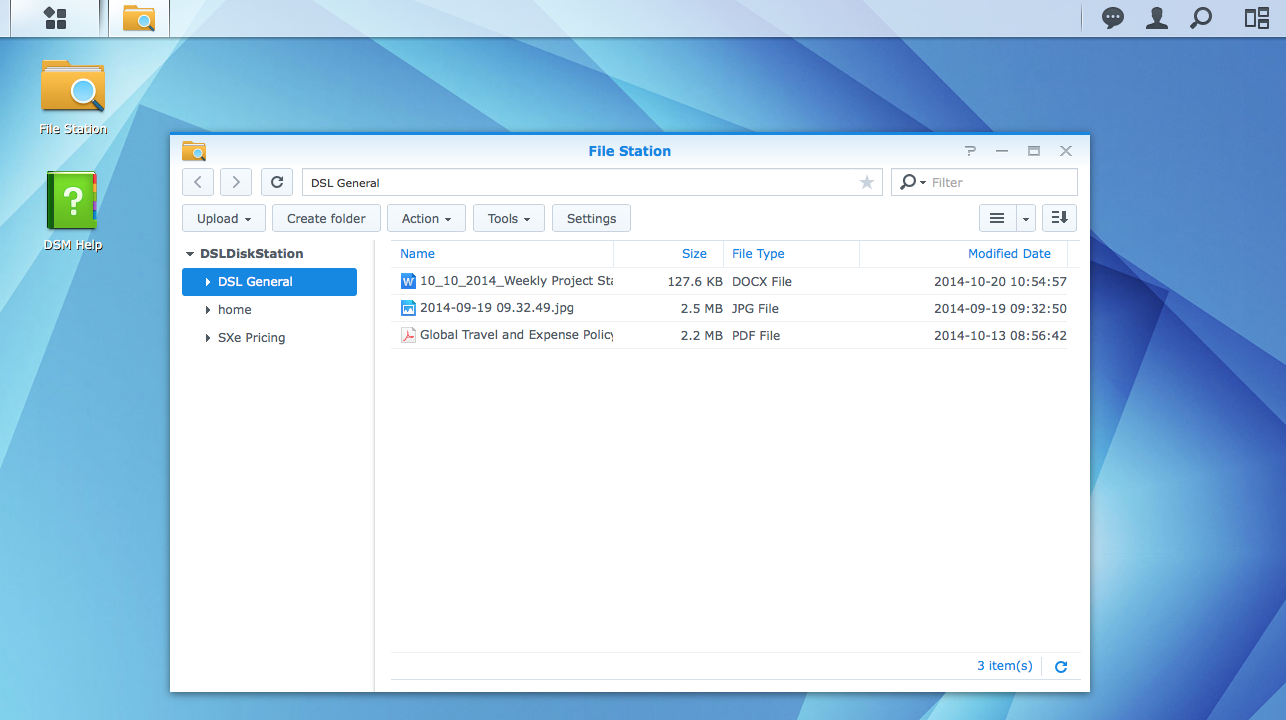 File Station
DSM Help
File Station
DSL General
Filter
Upload Create folder Action Tools Settings
DSLDiskStation
DSL General
home
SXe Pricing
Name Size File Type Modified Date
10_10_2014_Weekly Project Sta 127.6 KB DOCX File 2014-10-20 10:54:57
2014-09-19 09.32.49.jpg 2.5 MB JPG File 2014-09-19 09:32:50
Global Travel and Expense Policy 2.2 MB PDF File 2014-10-13 08:56:42
3 item(s)